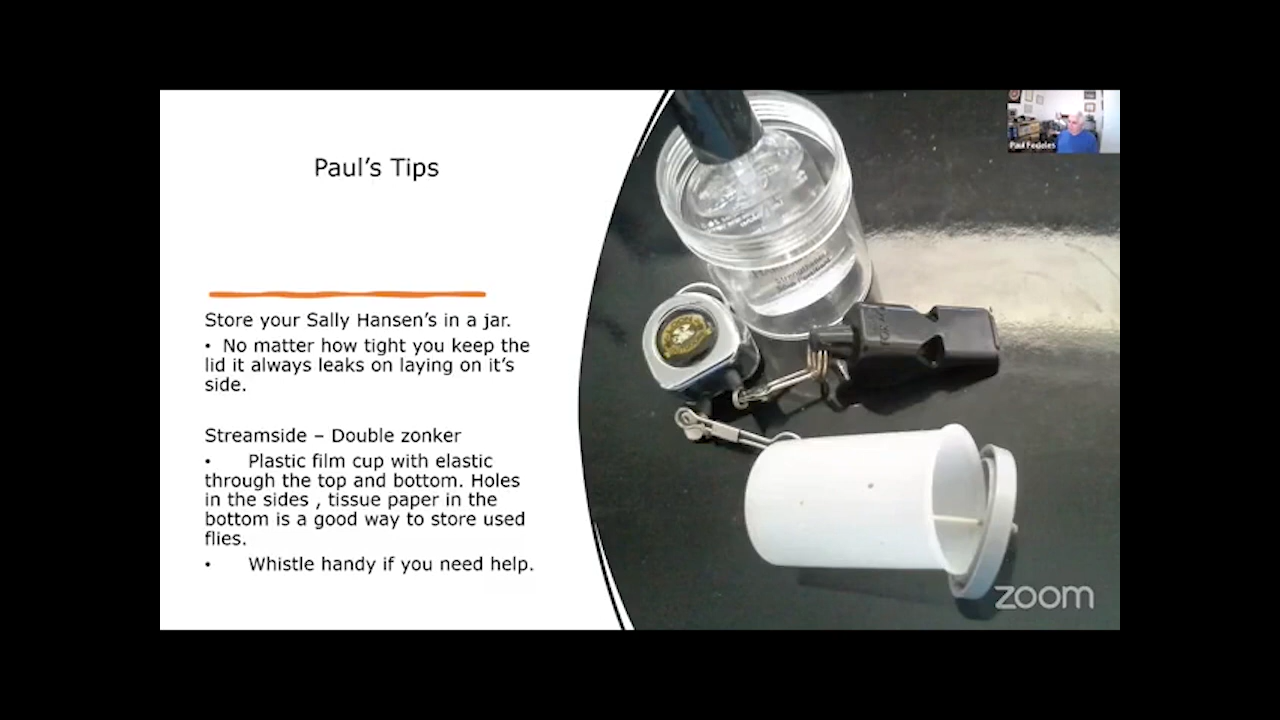 Paul's Tips
Store your Sally Hansen's in a jar.
• No matter how tight you keep the
lid it always leaks on laying on it's
side.
Streamside – Double zonker
• Plastic film cup with elastic
through the top and bottom. Holes
in the sides , tissue paper in the
bottom is a good way to store used
flies.
• Whistle handy if you need help.
Strengthener
Paul Fedeles
zoom